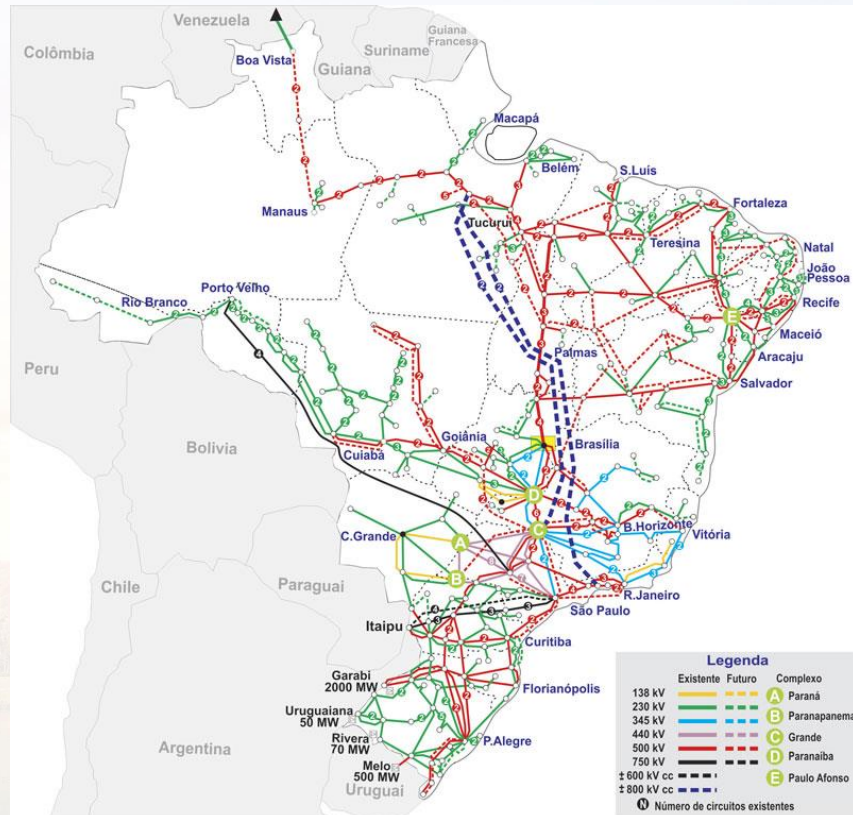 Venezuela
Guiana
Francesa
Suriname
Colômbia
Boa Vista
Guiana
Macapá
Belém
S.Luis
Manaus
Fortaleza
Tucuruí
Teresina
Natal
João
Pessoa
Porto Velho
Rio Branco
Recife
E
Maceió
Palmas
Aracaju
Peru
Salvador
Goiânia
Brasília
Bolivia
Cuiabá
D
C.Grande
A
C
B.Horizonte
Vitória
B
Chile
Paraguai
R.Janeiro
São Paulo
Itaipu
Curitiba
Garabi
2000 MW
Florianópolis
Uruguaiana
50 MW
Rivera
70 MW
P.Alegre
Melo
500 MW
Argentina
Uruguai
Legenda
Existente Futuro Complexo
138 kV A Paraná
230 kV
345 kV B Paranapanema
440 kV C Grande
500 kV D Paranaíba
750 kV
± 600 kV cc E Paulo Afonso
± 800 kV cc
N Número de circuitos existentes